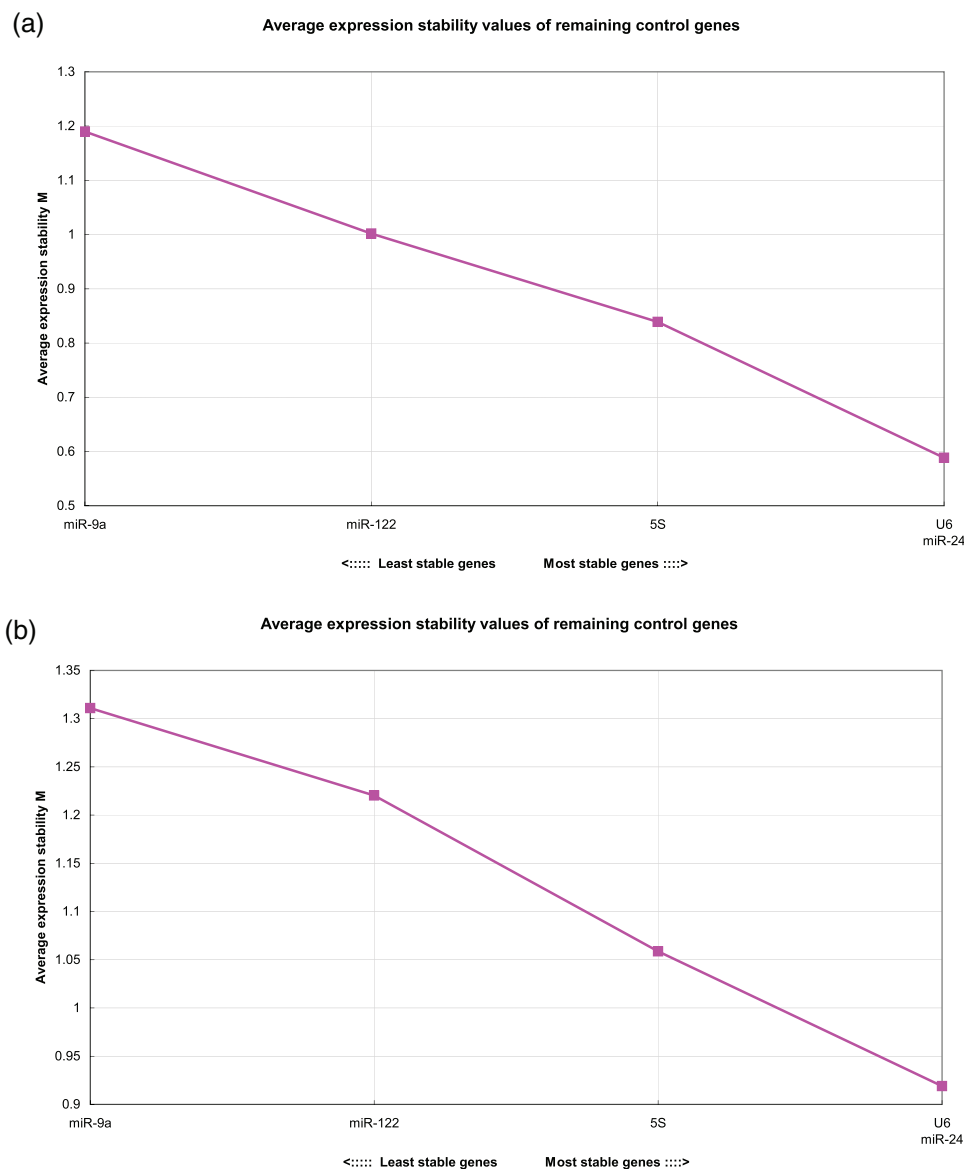 (a)
Average expression stability values of remaining control genes
1.3
1.2
1.1
1
0.9
0.8
0.7
0.6
0.5
Average expression stability M
miR-9a miR-122 5S U6
miR-24
<::::: Least stable genes Most stable genes ::::>
(b)
Average expression stability values of remaining control genes
1.35
1.3
1.25
1.2
1.15
1.1
1.05
1
0.95
0.9
Average expression stability M
miR-9a miR-122 5S U6
miR-24
<::::: Least stable genes Most stable genes ::::>